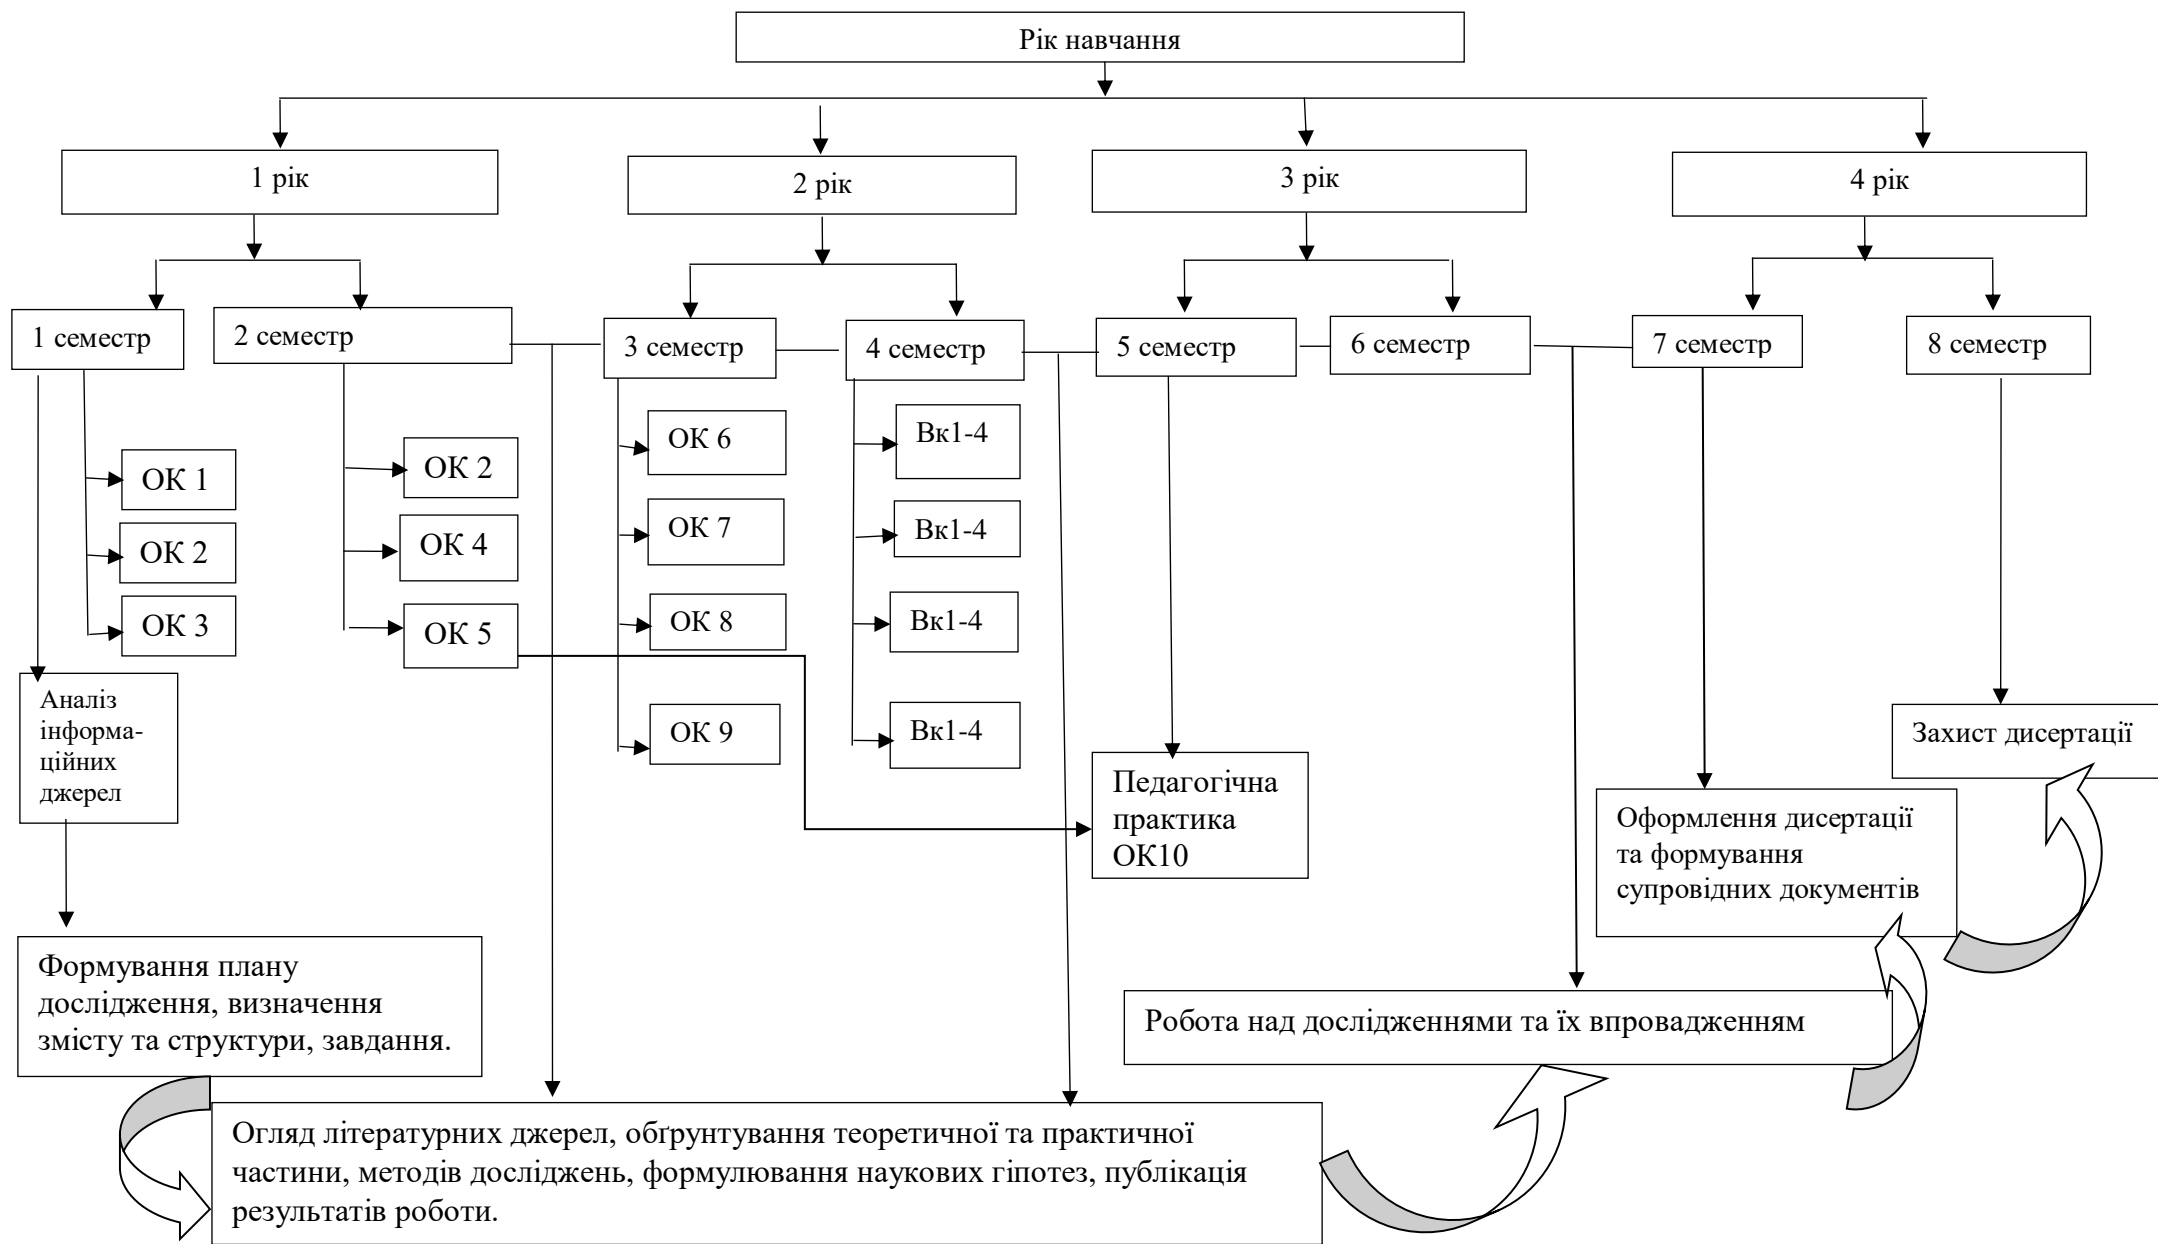 Рік навчання
1 рік
2 рік
3 рік
4 рік
1 семестр
2 семестр
3 семестр
4 семестр
5 семестр
6 семестр
7 семестр
8 семестр
ОК 1
ОК 2
ОК 3
ОК 2
ОК 4
ОК 5
ОК 6
ОК 7
ОК 8
ОК 9
Вк1-4
Вк1-4
Вк1-4
Вк1-4
Аналіз
інформа-
ційних
джерел
Педагогічна
практика
ОК10
Захист дисертації
Оформлення дисертації
та формування
супровідних документів
Формування плану
дослідження, визначення
змісту та структури, завдання.
Робота над дослідженнями та їх впровадженням
Огляд літературних джерел, обґрунтування теоретичної та практичної
частини, методів досліджень, формулювання наукових гіпотез, публікація
результатів роботи.